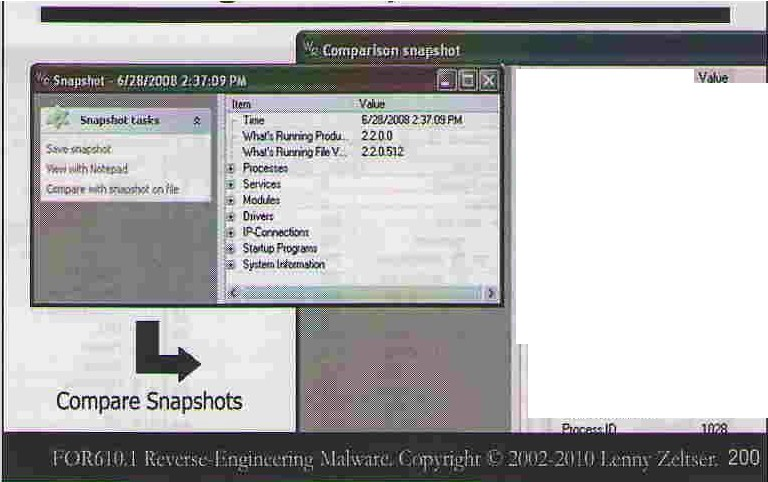 Comparison snapshot
Snapshot - 6/28/2008 2:37:09 PM
Value
Snapshot tasks
Save snapshot
View with Notepad
Compare with snapshot on file
Item Value
Time 6/28/2008 2:37:09 PM
What's Running Produ... 2.2.0.0
What's Running File V... 2.2.0.512
Processes
Services
Modules
Drivers
IP-Connections
Startup Programs
System Information
Compare Snapshots
Process ID 1028
FOR610.1 Reverse-Engineering Malware. Copyright © 2002-2010 Lenny Zeltser. 200